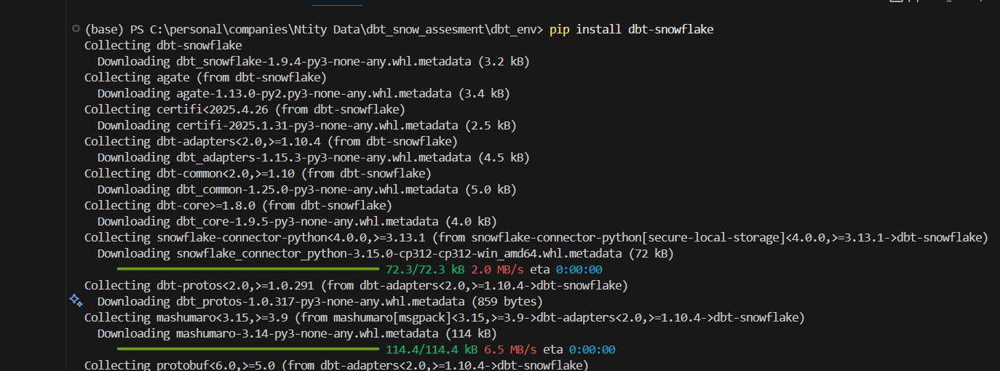 (base) PS C:\personal\companies\Ntity Data\dbt_snow_assesment\dbt_env> pip install dbt-snowflake
Collecting dbt-snowflake
Downloading dbt_snowflake-1.9.4-py3-none-any.whl.metadata (3.2 kB)
Collecting agate (from dbt-snowflake)
Downloading agate-1.13.0-py2.py3-none-any.whl.metadata (3.4 kB)
Collecting certifi<2025.4.26 (from dbt-snowflake)
Downloading certifi-2025.1.31-py3-none-any.whl.metadata (2.5 kB)
Collecting dbt-adapters<2.0,>=1.10.4 (from dbt-snowflake)
Downloading dbt_adapters-1.15.3-py3-none-any.whl.metadata (4.5 kB)
Collecting dbt-common<2.0,>=1.10 (from dbt-snowflake)
Downloading dbt_common-1.25.0-py3-none-any.whl.metadata (5.0 kB)
Collecting dbt-core>=1.8.0 (from dbt-snowflake)
Downloading dbt_core-1.9.5-py3-none-any.whl.metadata (4.0 kB)
Collecting snowflake-connector-python<4.0.0,>=3.13.1 (from snowflake-connector-python[secure-local-storage]<4.0.0,>=3.13.1->dbt-snowflake)
Downloading snowflake_connector_python-3.15.0-cp312-cp312-win_amd64.whl.metadata (72 kB)
72.3/72.3 kB 2.0 MB/s eta 0:00:00
Collecting dbt-protos<2.0,>=1.0.291 (from dbt-adapters<2.0,>=1.10.4->dbt-snowflake)
Downloading dbt_protos-1.0.317-py3-none-any.whl.metadata (859 bytes)
Collecting mashumaro<3.15,>=3.9 (from mashumaro[msgpack]<3.15,>=3.9->dbt-adapters<2.0,>=1.10.4->dbt-snowflake)
Downloading mashumaro-3.14-py3-none-any.whl.metadata (114 kB)
114.4/114.4 kB 6.5 MB/s eta 0:00:00
Collecting protobuf<6.0,>=5.0 (from dbt-adapters<2.0,>=1.10.4->dbt-snowflake)